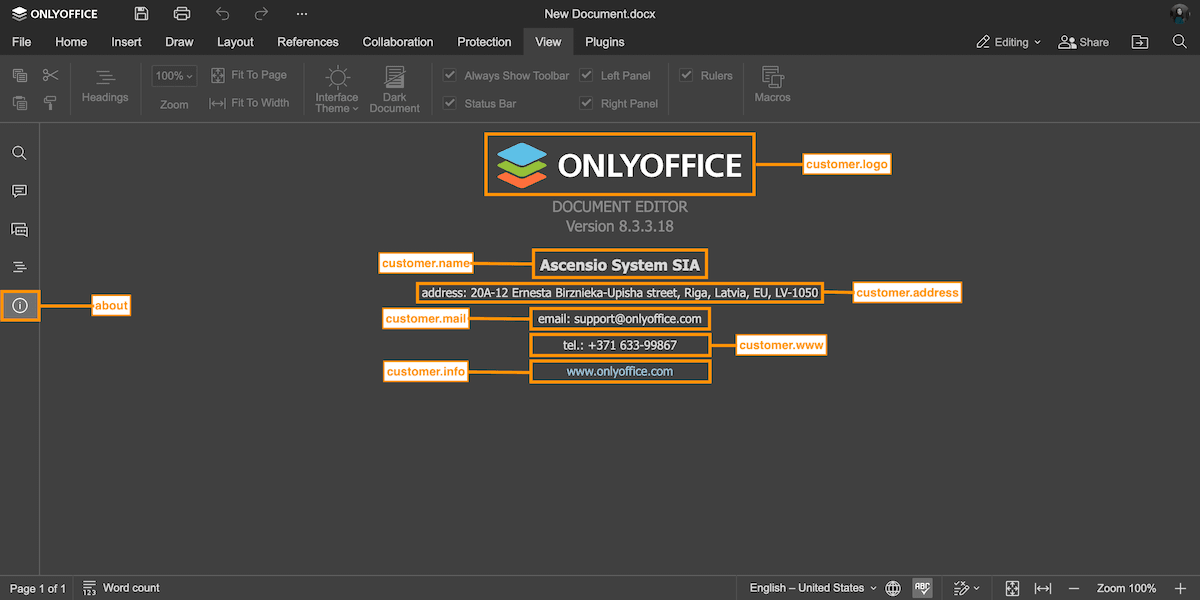 ONLYOFFICE
New Document.docx
File Home Insert Draw Layout References Collaboration Protection View Plugins Editing Share
Headings
100%
Zoom
Fit To Page
Fit To Width
Interface
Theme
Dark
Document
Always Show Toolbar
Status Bar
Left Panel
Right Panel
Rulers
Macros
ONLYOFFICE
customer.logo
DOCUMENT EDITOR
Version 8.3.3.18
customer.name
Ascensio System SIA
address: 20A-12 Ernesta Birznieka-Upisha street, Riga, Latvia, EU, LV-1050
customer.address
about
customer.mail
email: support@onlyoffice.com
tel.: +371 633-99867
customer.www
customer.info
www.onlyoffice.com
Page 1 of 1
123
Word count
English – United States
ABC
Zoom 100%